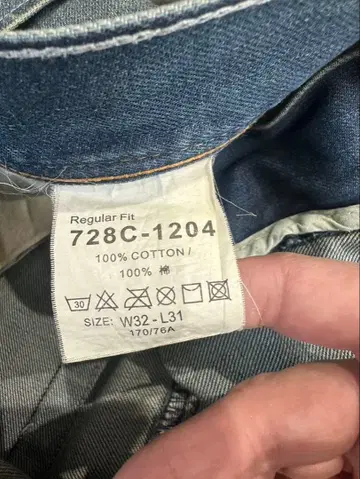 Regular Fit
728C-1204
100% COTTON/
100% 棉
30
SIZE: W32-L31
170/76A